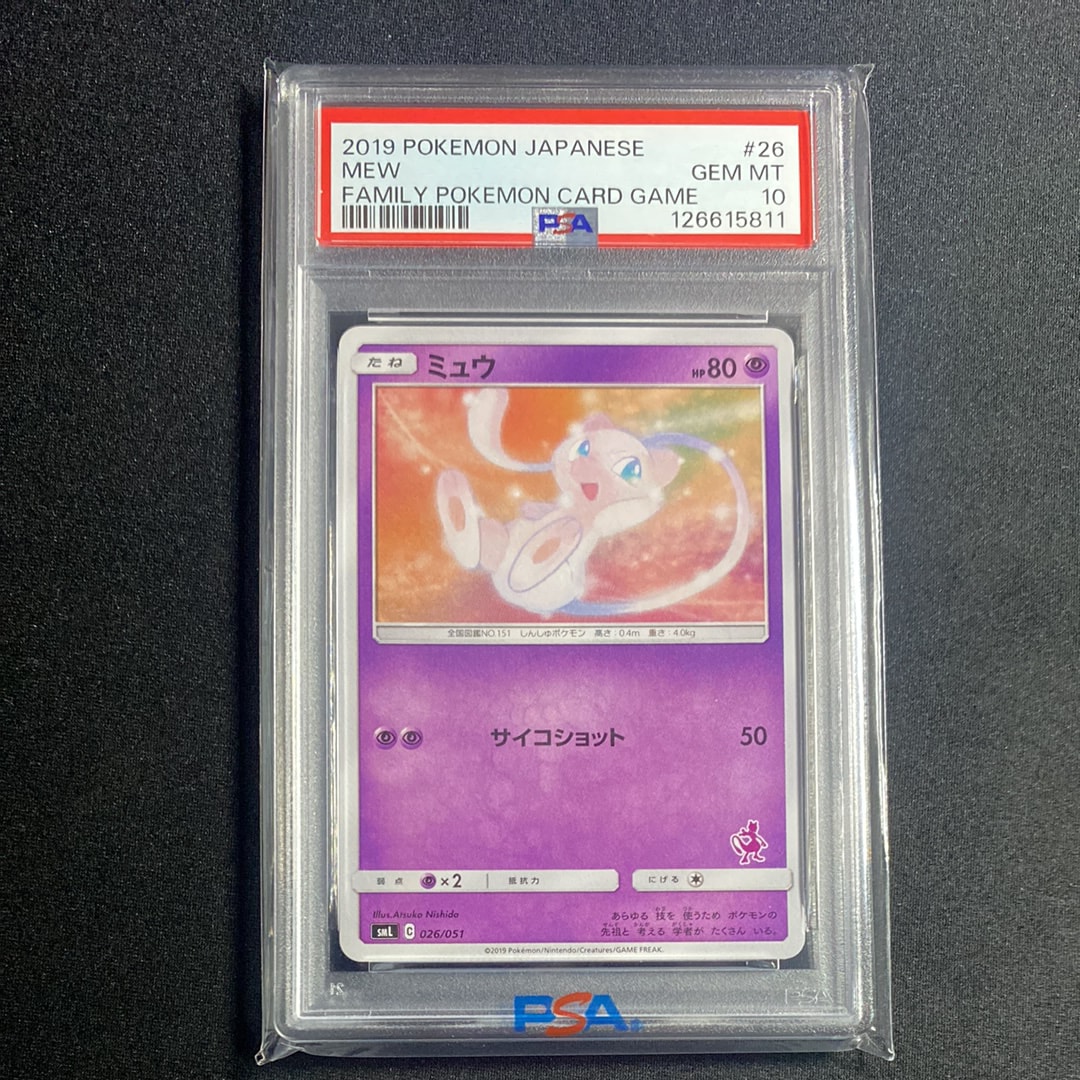 2019 POKEMON JAPANESE #26
MEW GEM MT
FAMILY POKEMON CARD GAME 10
PSA 126615811
たね ミュウ HP 80
全国図鑑NO.151 しんしゅポケモン 高さ:0.4m 重さ:4.0kg
サイコショット 50
弱点 ×2 抵抗力 にげる
Illus.Atsuko Nishida
あらゆる 技を 使うため ポケモンの
先祖と 考える 学者が たくさん いる。
SML C 026/051
©2019 Pokémon/Nintendo/Creatures/GAME FREAK.
PSA